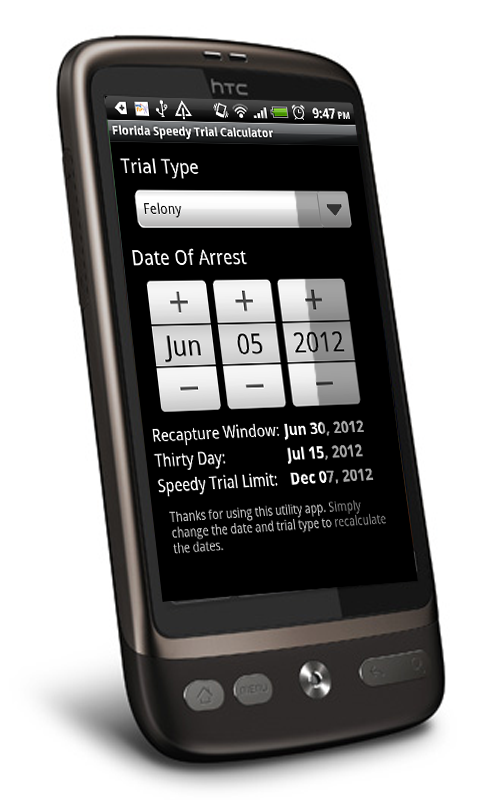 hTC
9:47 PM
Florida Speedy Trial Calculator
Trial Type
Felony
Date Of Arrest
+ + +
Jun 05 2012
− − −
Recapture Window: Jun 30, 2012
Thirty Day: Jul 15, 2012
Speedy Trial Limit: Dec 07, 2012
Thanks for using this utility app. Simply
change the date and trial type to recalculate
the dates.
MENU